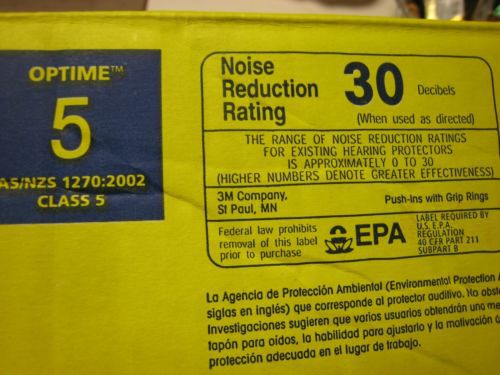 OPTIME™
5
AS/NZS 1270:2002
CLASS 5
Noise
Reduction
Rating
30 Decibels
(When used as directed)
THE RANGE OF NOISE REDUCTION RATINGS
FOR EXISTING HEARING PROTECTORS
IS APPROXIMATELY 0 TO 30
(HIGHER NUMBERS DENOTE GREATER EFFECTIVENESS)
3M Company,
St Paul, MN
Push-Ins with Grip Rings
Federal law prohibits
removal of this label
prior to purchase
EPA
LABEL REQUIRED BY
U.S. E.P.A.
REGULATION
40 CFR PART 211
SUBPART B
La Agencia de Protección Ambiental (Environmental Protection
siglas en inglés) que corresponde al protector auditivo. No
Investigaciones sugieren que varios usuarios obtendrán una
tapón para oídos, la habilidad para ajustarlo y la motivación
protección adecuada en el lugar de trabajo.